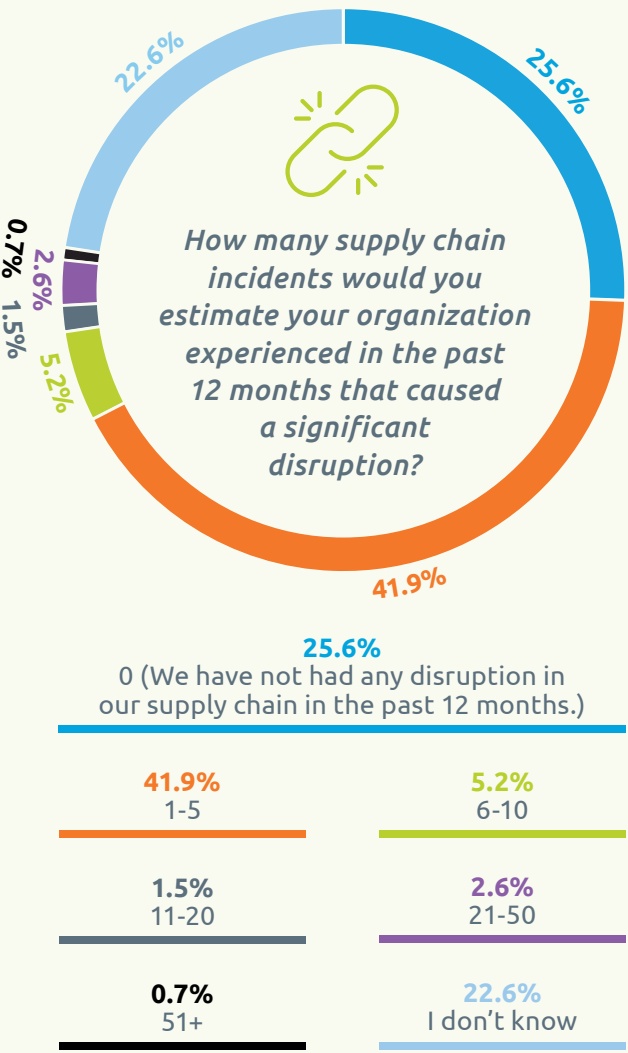 22.6%
25.6%
0.7%
2.6%
1.5%
5.2%
How many supply chain
incidents would you
estimate your organization
experienced in the past
12 months that caused
a significant
disruption?
41.9%
25.6%
0 (We have not had any disruption in
our supply chain in the past 12 months.)
41.9%
1-5
5.2%
6-10
1.5%
11-20
2.6%
21-50
0.7%
51+
22.6%
I don't know